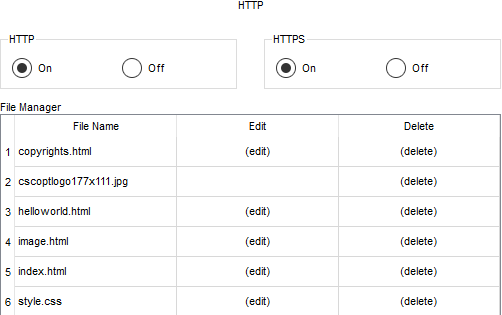 HTTP
HTTP HTTPS
On Off On Off
File Manager
File Name Edit Delete
1 copyrights.html (edit) (delete)
2 cscoptlogo177x111.jpg (delete)
3 helloworld.html (edit) (delete)
4 image.html (edit) (delete)
5 index.html (edit) (delete)
6 style.css (edit) (delete)